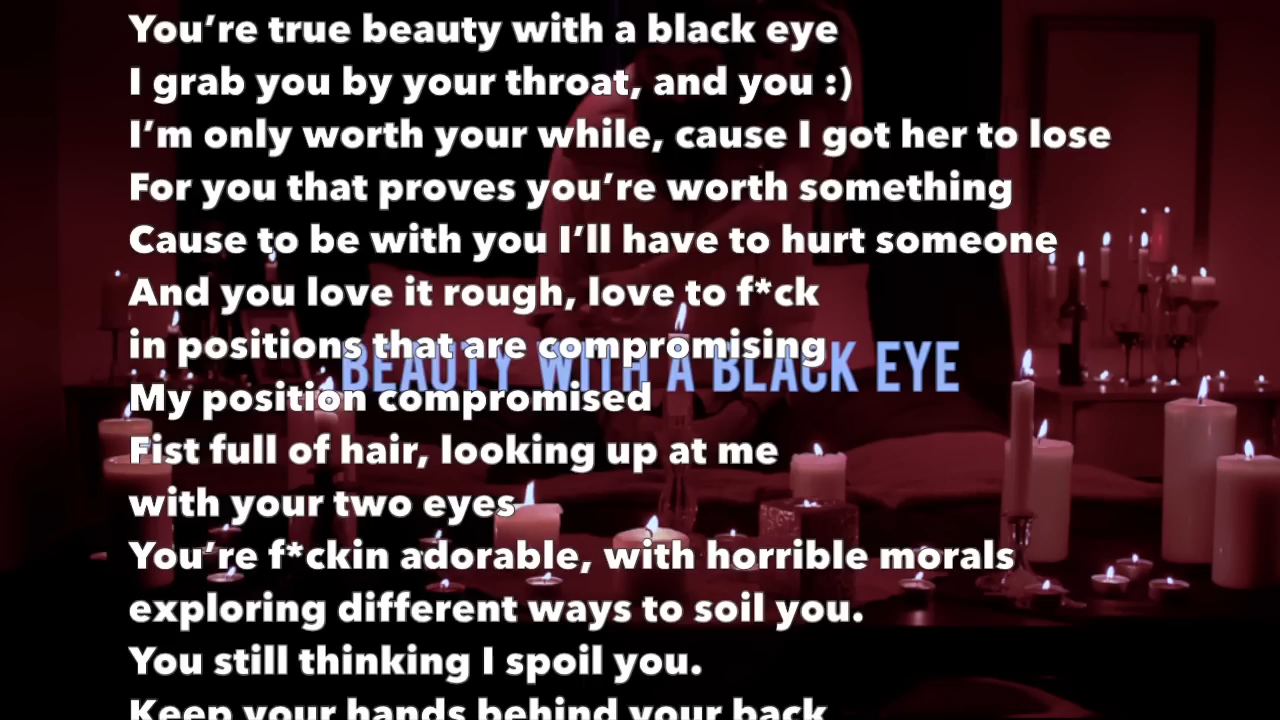 You’re true beauty with a black eye
I grab you by your throat, and you :)
I’m only worth your while, cause I got her to lose
For you that proves you’re worth something
Cause to be with you I’ll have to hurt someone
And you love it rough, love to f*ck
in positions that are compromising
BEAUTY WITH A BLACK EYE
My position compromised
Fist full of hair, looking up at me
with your two eyes
You’re f*ckin adorable, with horrible morals
exploring different ways to soil you.
You still thinking I spoil you.
Keep your hands behind your back